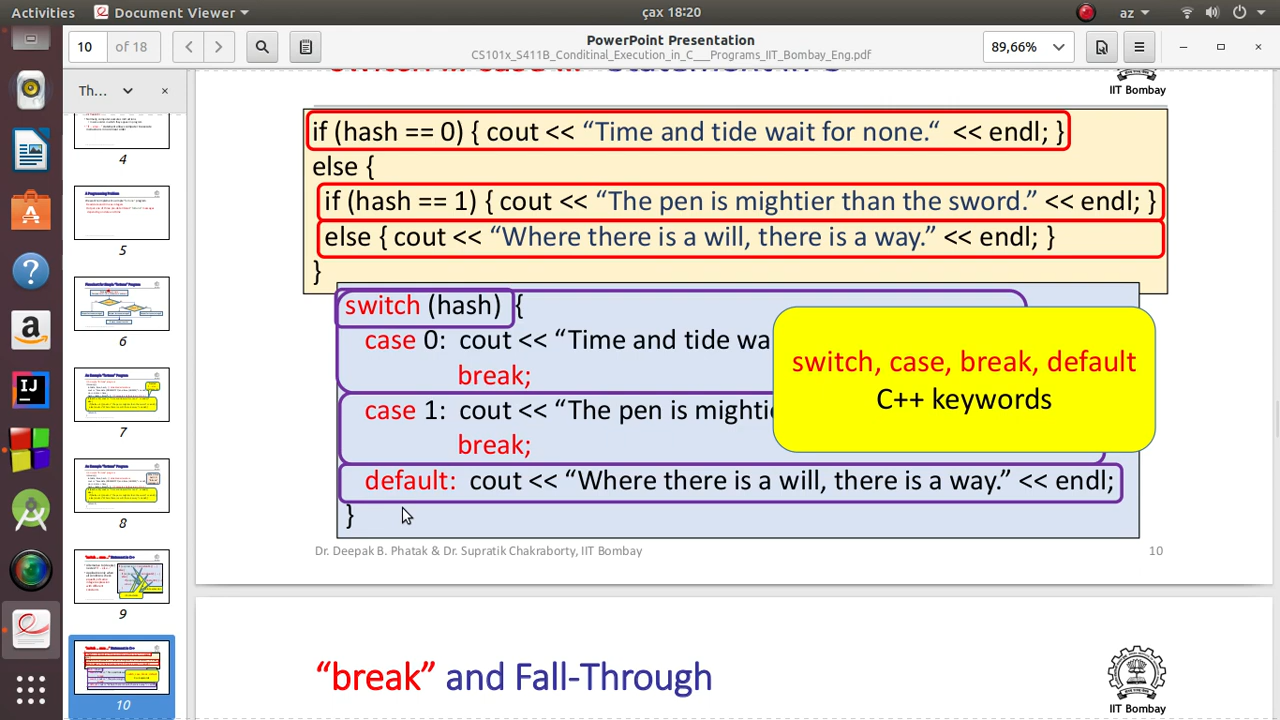 Activities
Document Viewer
çax 18:20
az
10
of 18
PowerPoint Presentation
CS101x_S411B_Conditinal_Execution_in_C___Programs_IIT_Bombay_Eng.pdf
89,66%
Th...
4
5
6
7
8
9
10
IIT Bombay
if (hash == 0) { cout << “Time and tide wait for none.“ << endl; }
else {
if (hash == 1) { cout << “The pen is mightier than the sword.” << endl; }
else { cout << “Where there is a will, there is a way.” << endl; }
}
switch (hash) {
case 0: cout << “Time and tide wa
break;
case 1: cout << “The pen is mightie
break;
default: cout << “Where there is a will, there is a way.” << endl;
}
switch, case, break, default
C++ keywords
Dr. Deepak B. Phatak & Dr. Supratik Chakraborty, IIT Bombay
10
“break” and Fall-Through
IIT Bombay